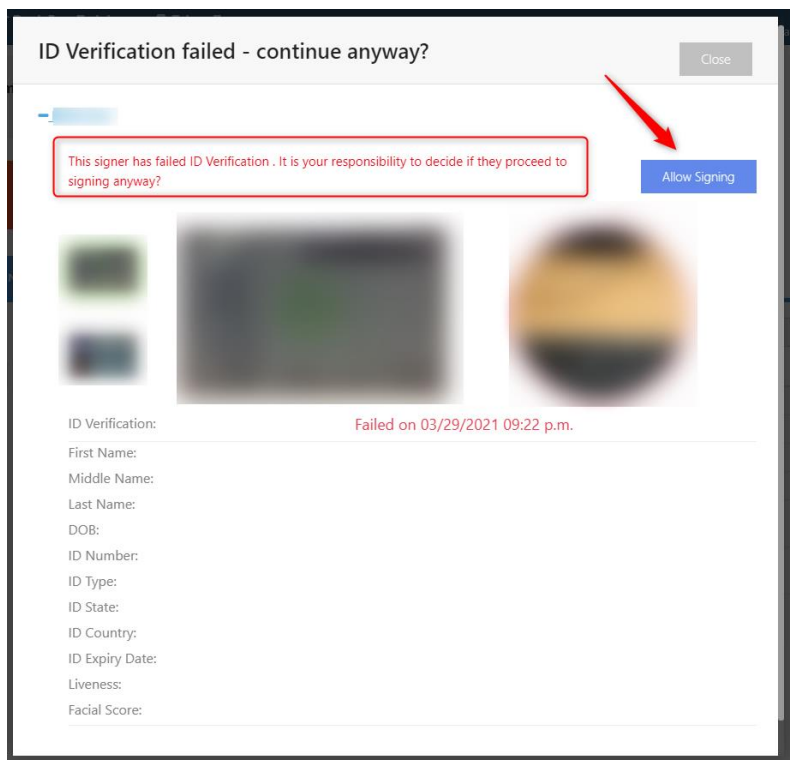 ID Verification failed - continue anyway?
Close
This signer has failed ID Verification . It is your responsibility to decide if they proceed to
signing anyway?
Allow Signing
ID Verification:
Failed on 03/29/2021 09:22 p.m.
First Name:
Middle Name:
Last Name:
DOB:
ID Number:
ID Type:
ID State:
ID Country:
ID Expiry Date:
Liveness:
Facial Score: